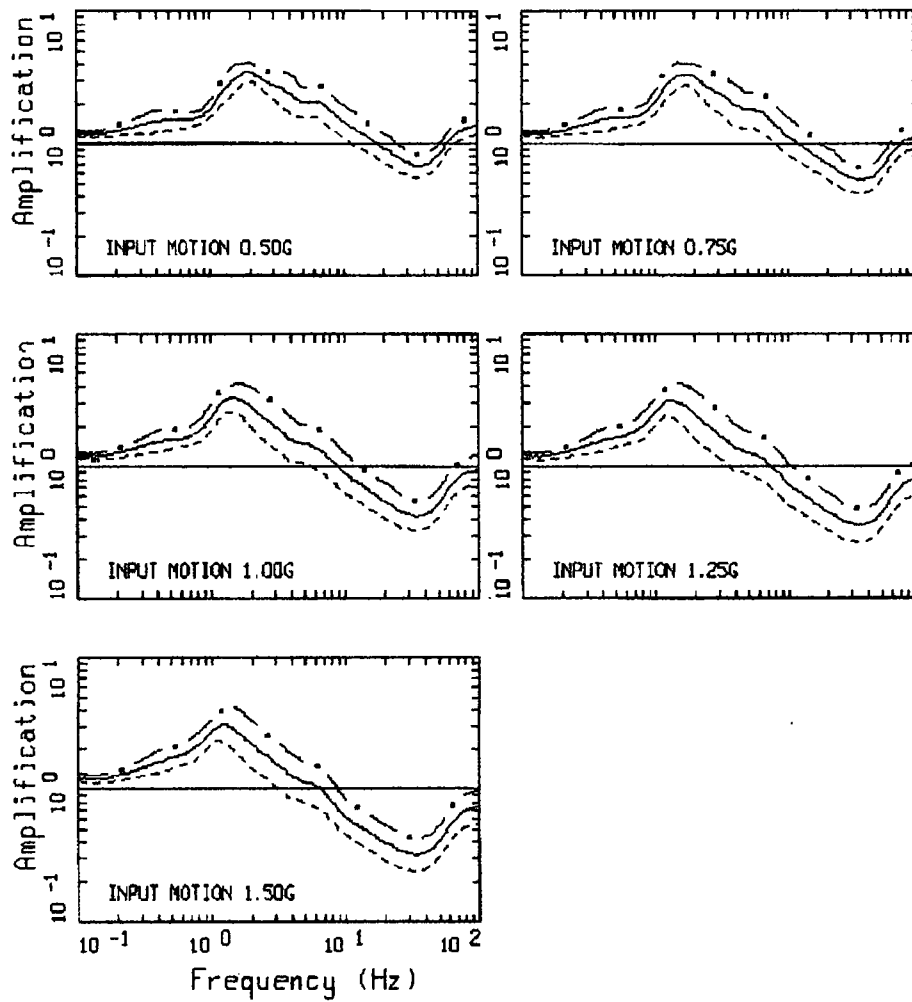 Amplification
10 1
10 0
10 -1
INPUT MOTION 0.50G
10 1
10 0
10 -1
INPUT MOTION 0.75G
Amplification
10 1
10 0
10 -1
INPUT MOTION 1.00G
10 1
10 0
10 -1
INPUT MOTION 1.25G
Amplification
10 1
10 0
10 -1
INPUT MOTION 1.50G
10 -1 10 0 10 1 10 2
Frequency (Hz)